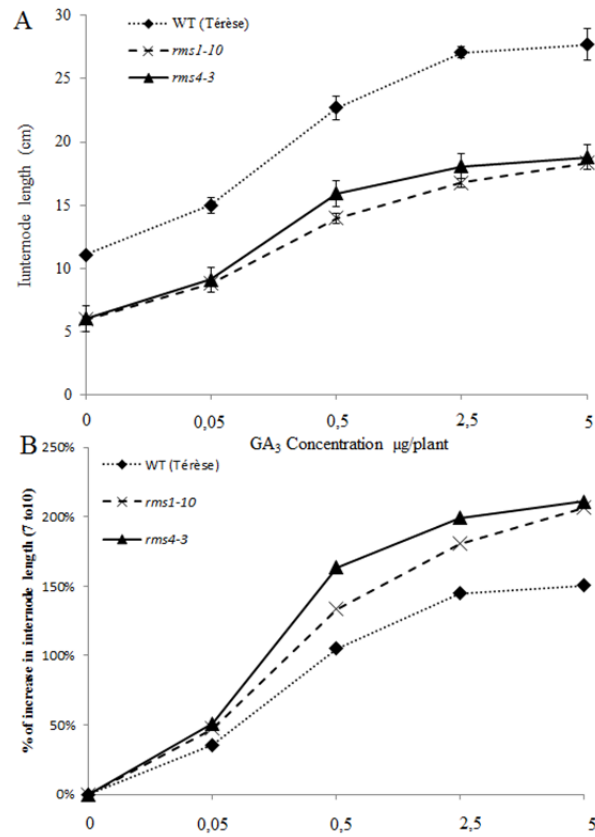 A
30
25
20
15
10
5
0
Iunternode length (cm)
WT (Térèse)
rms1-10
rms4-3
0 0,05 0,5 2,5 5
GA3 Concentration µg/plant
B
250%
200%
150%
100%
50%
0%
% of increase in internode length (7 to10)
WT (Térèse)
rms1-10
rms4-3
0 0,05 0,5 2,5 5